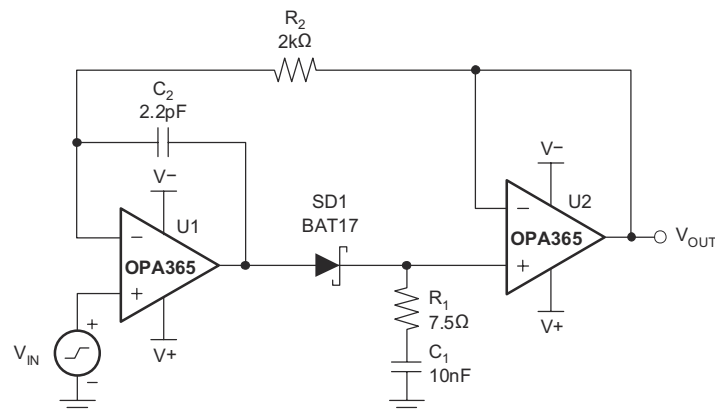 R2
2kΩ
C2
2.2pF
V−
U1
−
OPA365
+
V+
VIN
+
−
SD1
BAT17
R1
7.5Ω
C1
10nF
V−
U2
−
OPA365
+
V+
VOUT